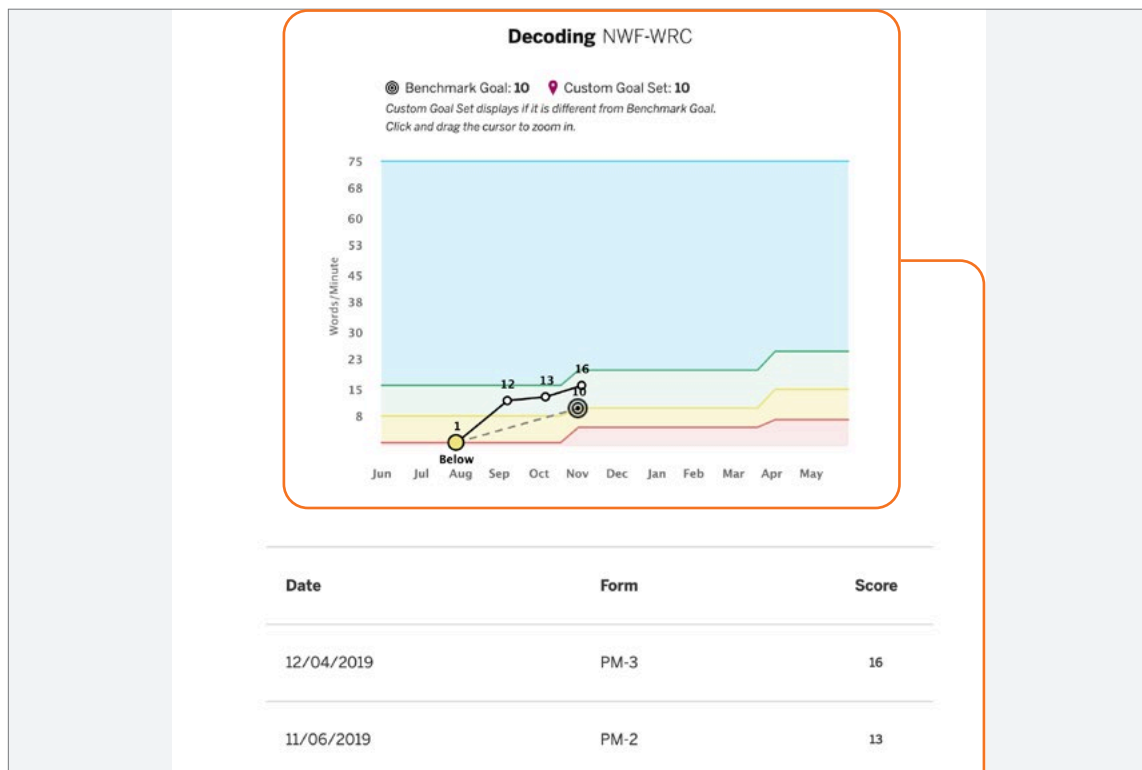 Decoding NWF-WRC
Benchmark Goal: 10 Custom Goal Set: 10
Custom Goal Set displays if it is different from Benchmark Goal.
Click and drag the cursor to zoom in.
75
68
60
53
45
38
30
23
15
8
Words/Minute
1
12
13
16
10
Below
Jun Jul Aug Sep Oct Nov Dec Jan Feb Mar Apr May
Date Form Score
12/04/2019 PM-3 16
11/06/2019 PM-2 13